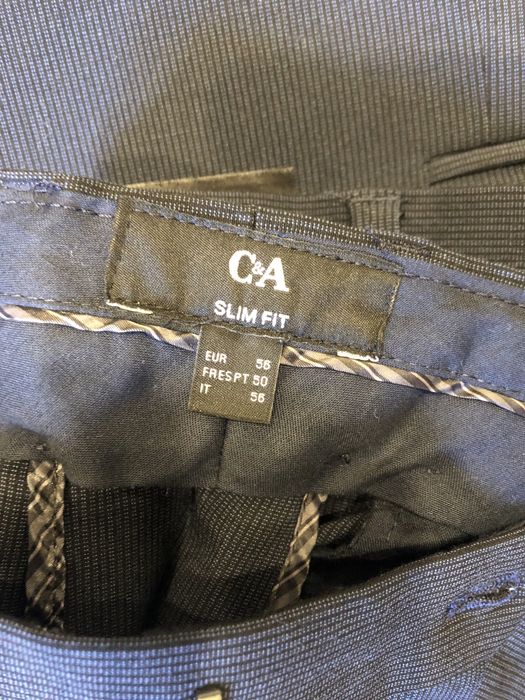 C&A
SLIM FIT
EUR 56
FRESPT 50
IT 56